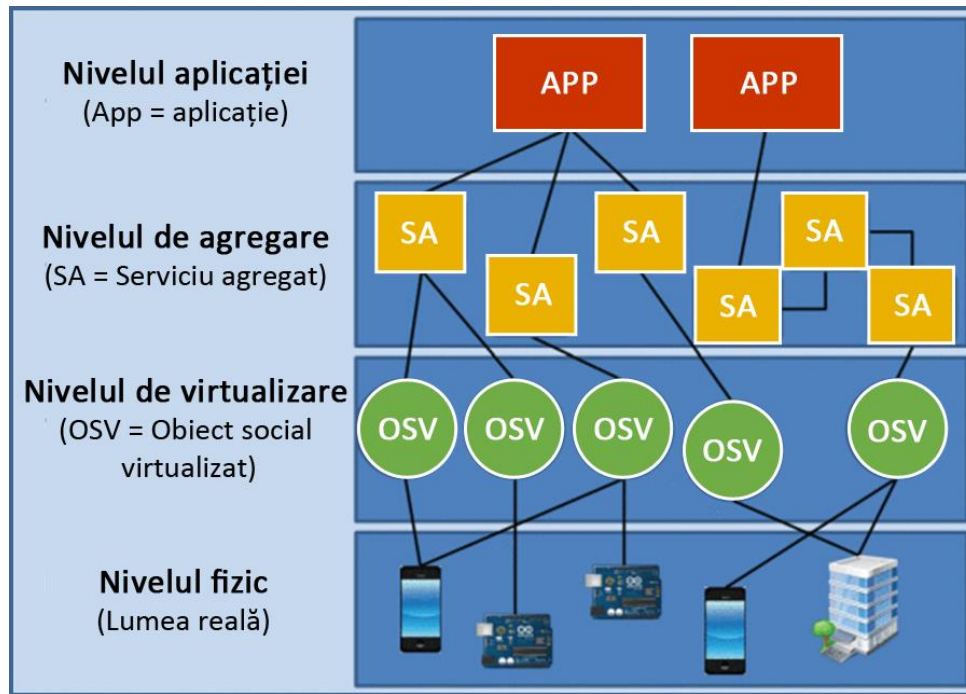 Nivelul aplicației
(App = aplicație)
APP
APP
Nivelul de agregare
(SA = Serviciu agregat)
SA
SA
SA
SA
SA
SA
Nivelul de virtualizare
(OSV = Obiect social
virtualizat)
OSV
OSV
OSV
OSV
OSV
Nivelul fizic
(Lumea reală)